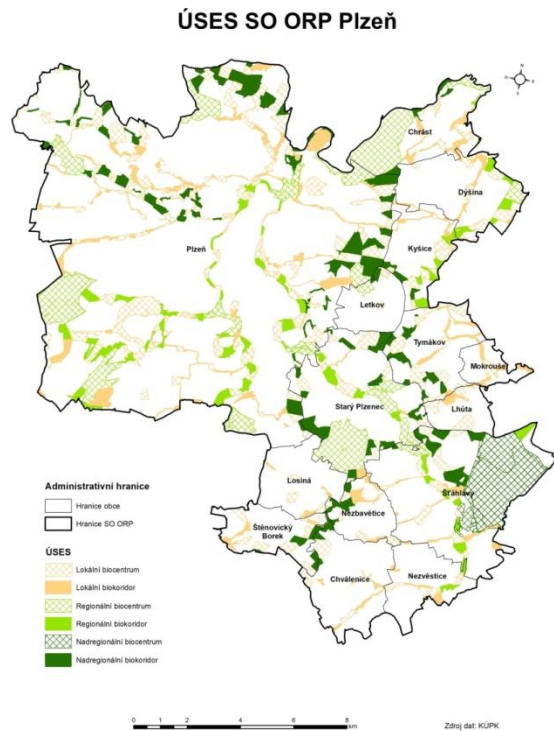 ÚSES SO ORP Plzeň
N
Chrást
Dýšina
Plzeň
Kyšice
Letkov
Tymákov
Mokrouše
Starý Plzenec
Lhůta
Losiná
Šťáhlavy
Nezbavětice
Štěnovický
Borek
Chválenice
Nezvěstice
Administrativní hranice
Hranice obce
Hranice SO ORP
ÚSES
Lokální biocentrum
Lokální biokoridor
Regionální biocentrum
Regionální biokoridor
Nadregionální biocentrum
Nadregionální biokoridor
0 2 4 6 8
km
Zdroj dat: KÚPK